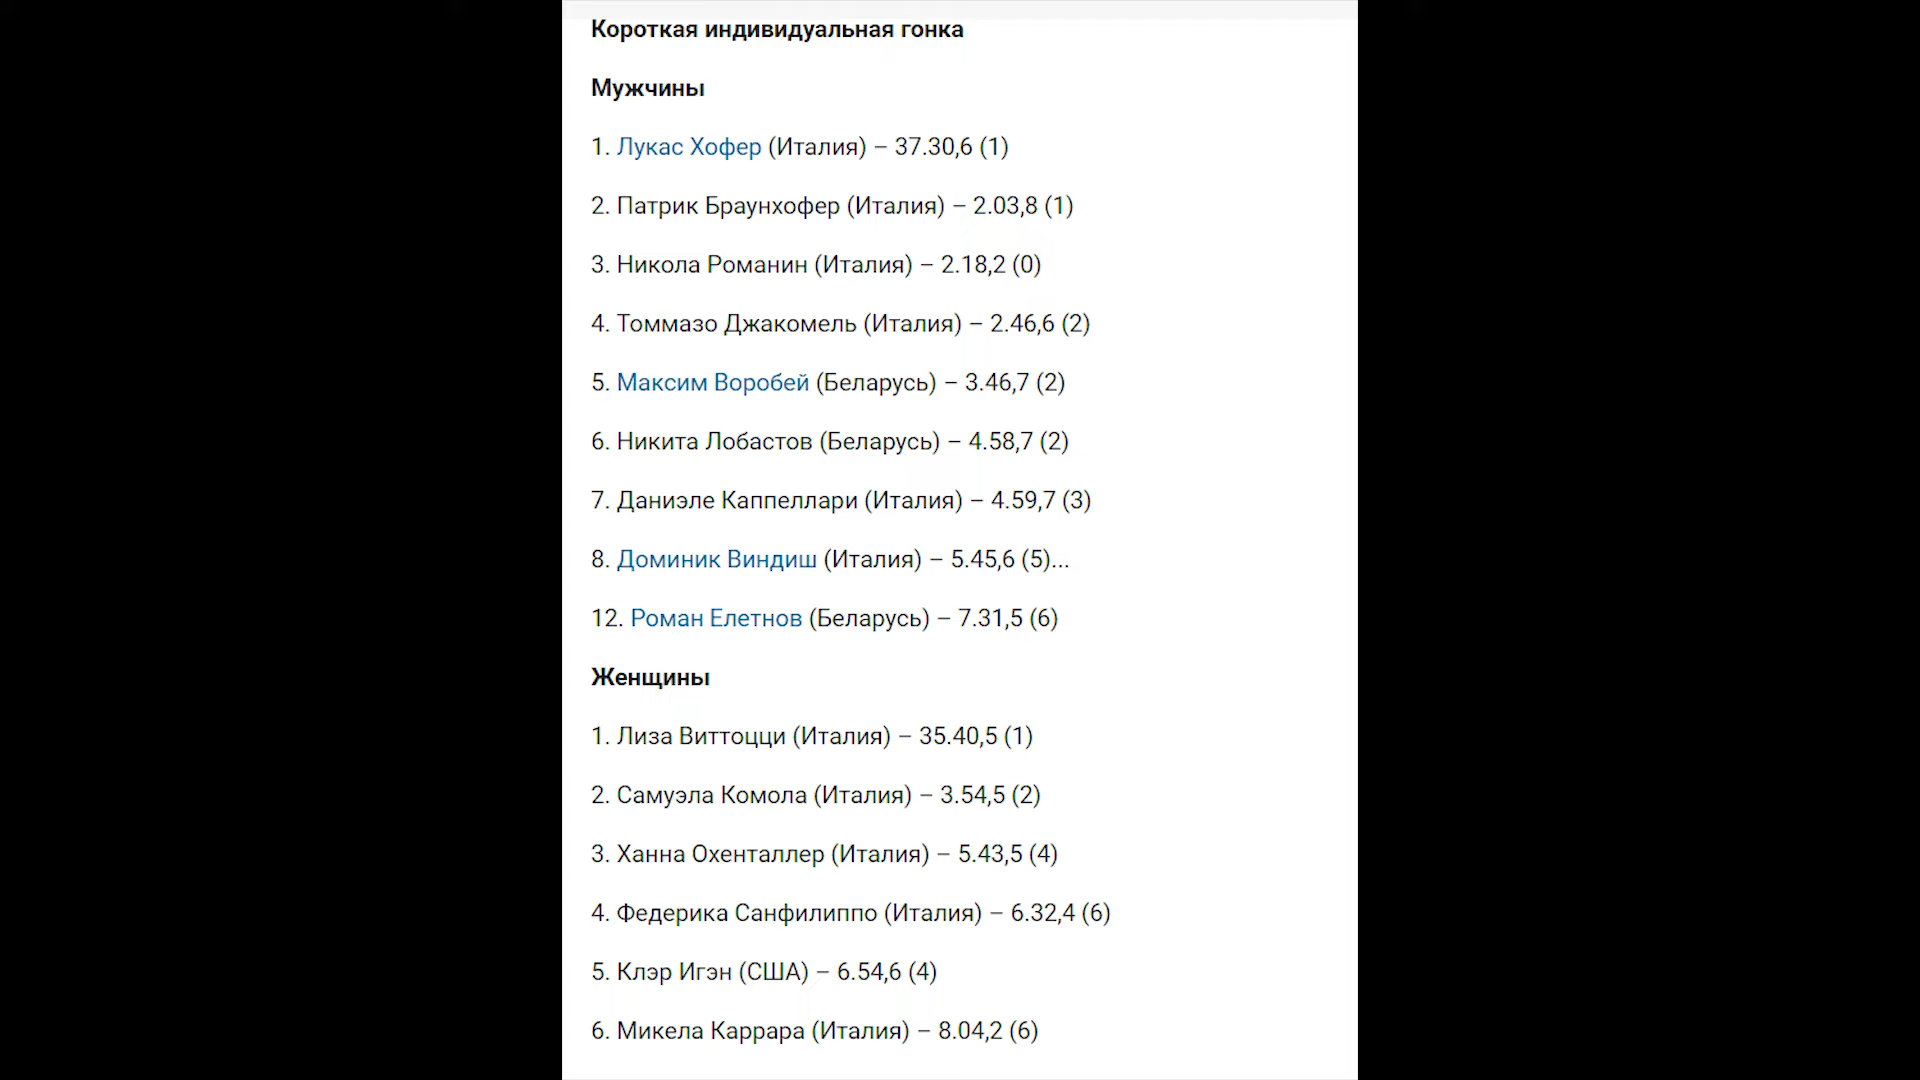 Короткая индивидуальная гонка
Мужчины
1. Лукас Хофер (Италия) – 37.30,6 (1)
2. Патрик Браунхофер (Италия) – 2.03,8 (1)
3. Никола Романин (Италия) – 2.18,2 (0)
4. Томмазо Джакомель (Италия) – 2.46,6 (2)
5. Максим Воробей (Беларусь) – 3.46,7 (2)
6. Никита Лобастов (Беларусь) – 4.58,7 (2)
7. Даниэле Каппеллари (Италия) – 4.59,7 (3)
8. Доминик Виндиш (Италия) – 5.45,6 (5)...
12. Роман Елетнов (Беларусь) – 7.31,5 (6)
Женщины
1. Лиза Виттоцци (Италия) – 35.40,5 (1)
2. Самуэла Комола (Италия) – 3.54,5 (2)
3. Ханна Охенталлер (Италия) – 5.43,5 (4)
4. Федерика Санфилиппо (Италия) – 6.32,4 (6)
5. Клэр Игэн (США) – 6.54,6 (4)
6. Микела Каррара (Италия) – 8.04,2 (6)